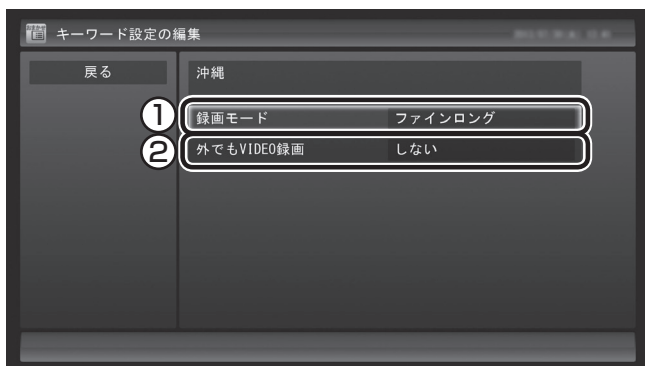 キーワード設定の編集
戻る
沖縄
① 録画モード ファインロング
② 外でもVIDEO録画 しない